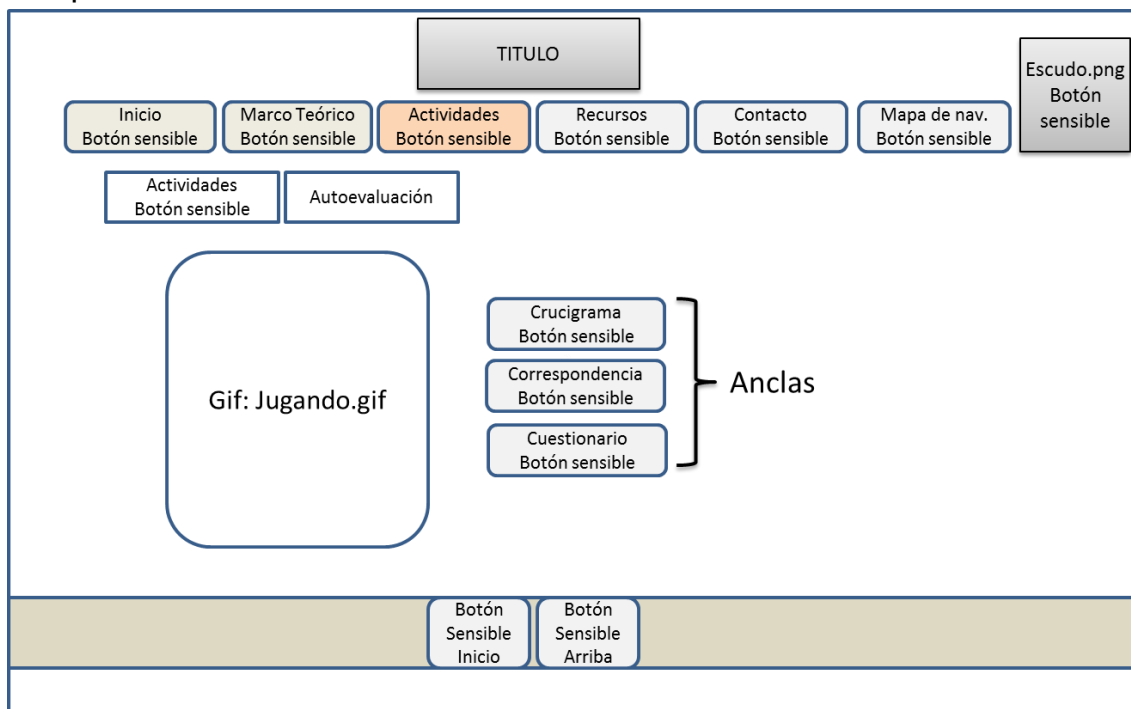 TITULO
Escudo.png
Botón
sensible
Inicio
Botón sensible
Marco Teórico
Botón sensible
Actividades
Botón sensible
Recursos
Botón sensible
Contacto
Botón sensible
Mapa de nav.
Botón sensible
Actividades
Botón sensible
Autoevaluación
Gif: Jugando.gif
Crucigrama
Botón sensible
Correspondencia
Botón sensible
Cuestionario
Botón sensible
Anclas
Botón
Sensible
Inicio
Botón
Sensible
Arriba